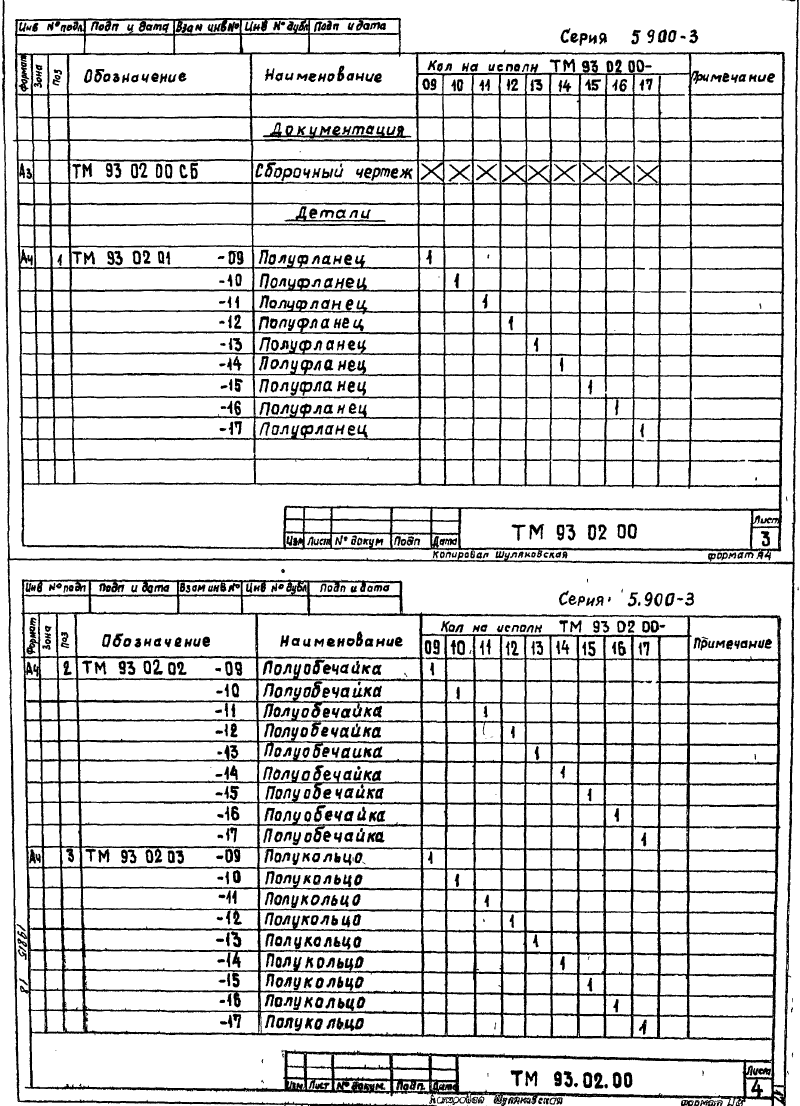 Инв №подл Подп и дата Взам инв№ Инв №дубл Подп и дата
Серия 5 900-3
Формат Зона Поз Обозначение Наименование Кол на исполн ТМ 93 02 00- Примечание
09 10 11 12 13 14 15 16 17
Документация
А3 ТМ 93 02 00 СБ Сборочный чертеж
Детали
А4 1 ТМ 93 02 01 -09 Полуфланец 1
-10 Полуфланец 1
-11 Полуфланец 1
-12 Полуфланец 1
-13 Полуфланец 1
-14 Полуфланец 1
-15 Полуфланец 1
-16 Полуфланец 1
-17 Полуфланец 1
Изм Лист № докум Подп Дата ТМ 93 02 00 Лист 3
Копировал Шуляковская формат А4
Инв № подл Подп и дата Взам инв № Инв № дубл Подп и дата
Серия 5.900-3
Формат Зона Поз Обозначение Наименование Кол на исполн ТМ 93 02 00- Примечание
09 10 11 12 13 14 15 16 17
А4 2 ТМ 93 02 02 -09 Полуобечайка 1
-10 Полуобечайка 1
-11 Полуобечайка 1
-12 Полуобечайка 1
-13 Полуобечайка 1
-14 Полуобечайка 1
-15 Полуобечайка 1
-16 Полуобечайка 1
-17 Полуобечайка 1
А4 3 ТМ 93 02 03 -09 Полукольцо 1
-10 Полукольцо 1
-11 Полукольцо 1
-12 Полукольцо 1
-13 Полукольцо 1
-14 Полукольцо 1
-15 Полукольцо 1
-16 Полукольцо 1
-17 Полукольцо 1
Изм Лист № докум. Подп. Дата ТМ 93.02.00 Лист 4
Копировал Шуляковская формат